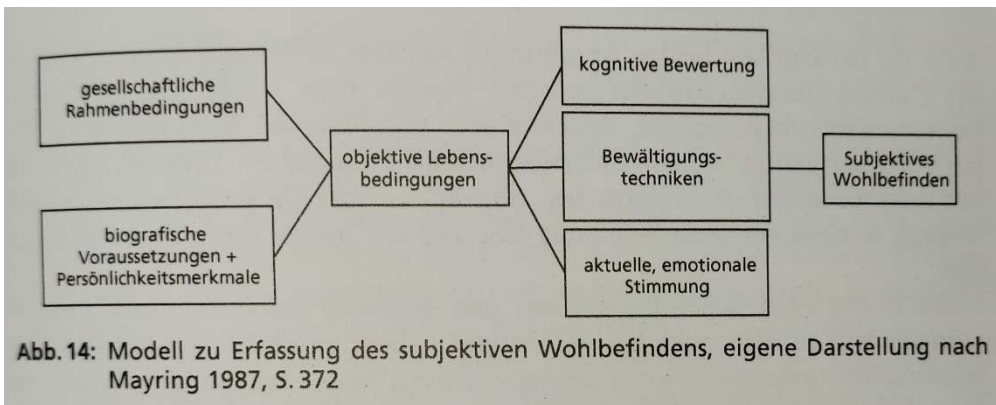 gesellschaftliche
Rahmenbedingungen
biografische
Voraussetzungen +
Persönlichkeitsmerkmale
objektive Lebens-
bedingungen
kognitive Bewertung
Bewältigungs-
techniken
aktuelle, emotionale
Stimmung
Subjektives
Wohlbefinden
Abb. 14: Modell zu Erfassung des subjektiven Wohlbefindens, eigene Darstellung nach
Mayring 1987, S. 372